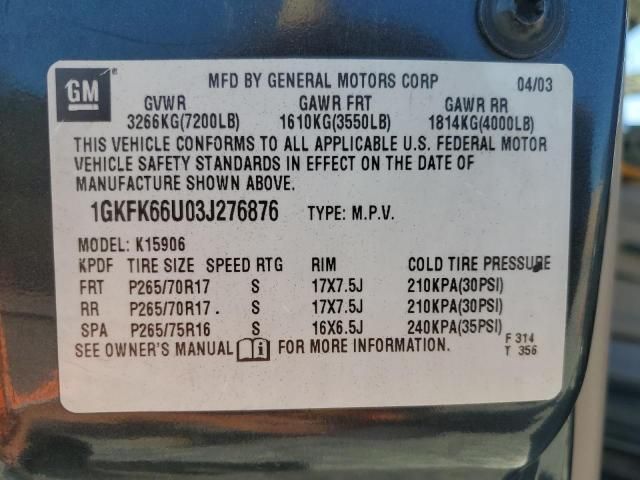 GM
MFD BY GENERAL MOTORS CORP 04/03
GVWR GAWR FRT GAWR RR
3266KG(7200LB) 1610KG(3550LB) 1814KG(4000LB)
THIS VEHICLE CONFORMS TO ALL APPLICABLE U.S. FEDERAL MOTOR
VEHICLE SAFETY STANDARDS IN EFFECT ON THE DATE OF
MANUFACTURE SHOWN ABOVE.
1GKFK66U03J276876 TYPE: M.P.V.
MODEL: K15906
KPDF TIRE SIZE SPEED RTG RIM COLD TIRE PRESSURE
FRT P265/70R17 S 17X7.5J 210KPA(30PSI)
RR P265/70R17. S 17X7.5J 210KPA(30PSI)
SPA P265/75R16 S 16X6.5J 240KPA(35PSI)
SEE OWNER'S MANUAL FOR MORE INFORMATION.
F 314
T 356